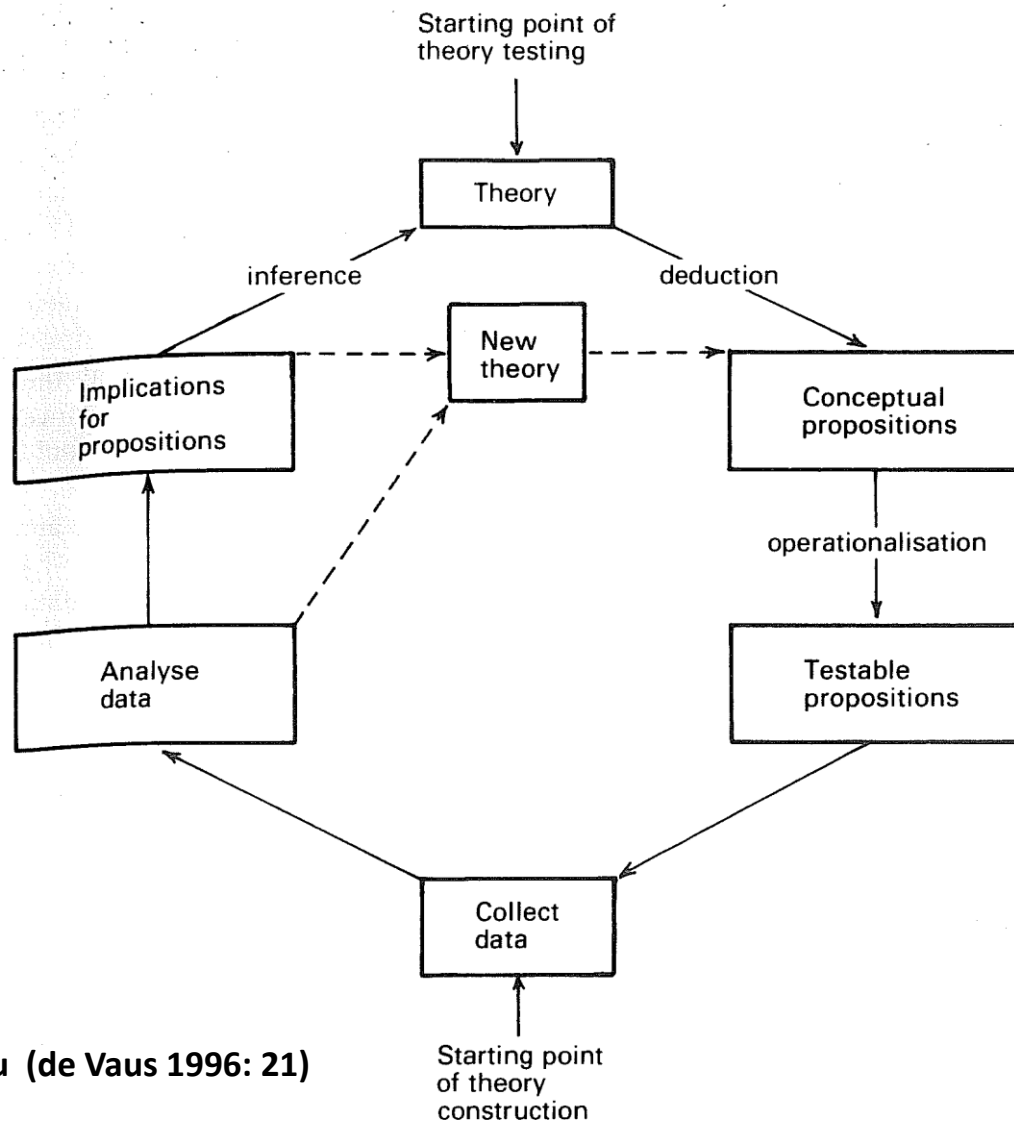 Starting point of
theory testing
Theory
inference
deduction
New
theory
Implications
for
propositions
Conceptual
propositions
operationalisation
Analyse
data
Testable
propositions
Collect
data
(de Vaus 1996: 21)
Starting point
of theory
construction